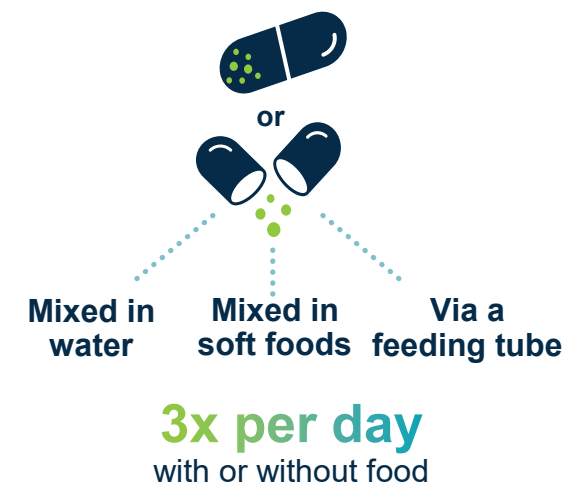 or
Mixed in
water
Mixed in
soft foods
Via a
feeding tube
3x per day
with or without food